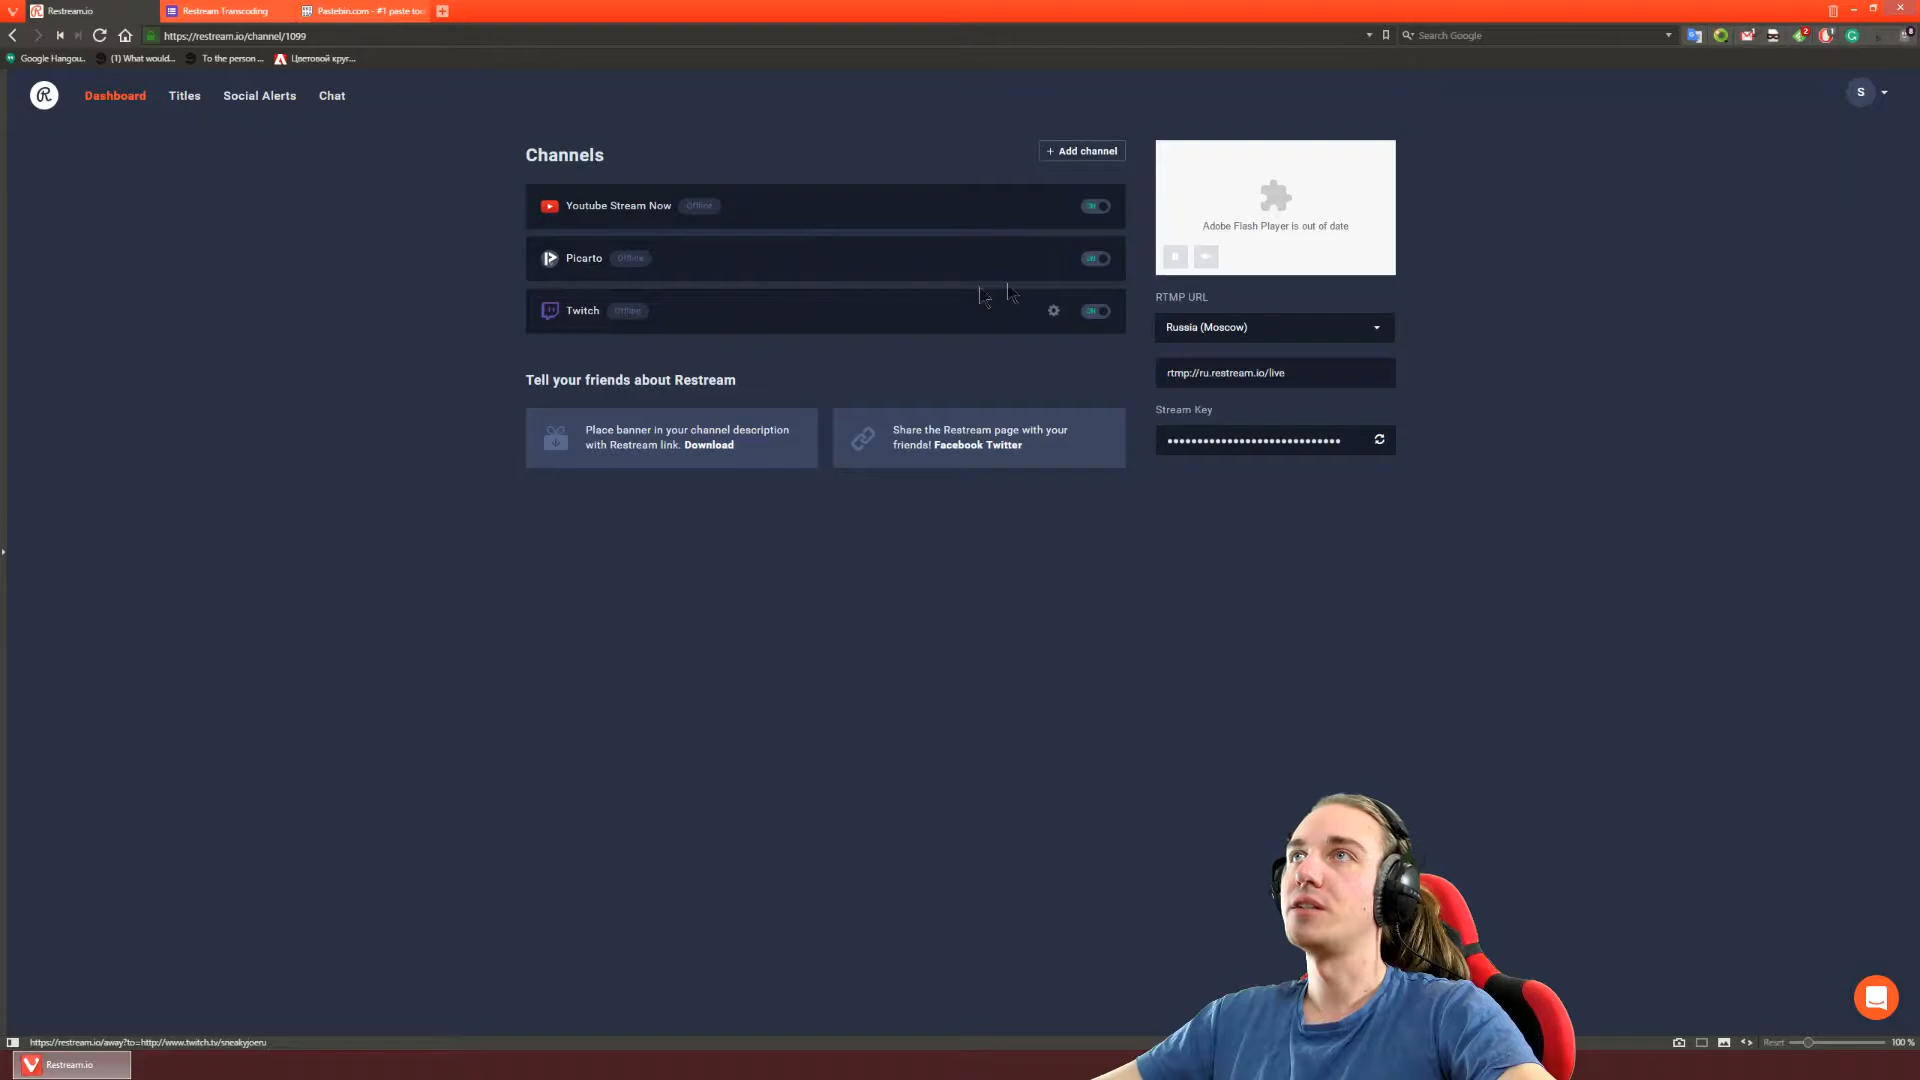 Restream.io
Restream Transcoding
Pastebin.com - #1 paste too
https://restream.io/channel/1099
Search Google
Google Hangou...
(1) What would...
To the person ...
Цветовой круг...
Dashboard
Titles
Social Alerts
Chat
S
Channels
+ Add channel
Youtube Stream Now
Offline
ON
Picarto
Offline
ON
Twitch
Offline
ON
Adobe Flash Player is out of date
RTMP URL
Russia (Moscow)
rtmp://ru.restream.io/live
Stream Key
Tell your friends about Restream
Place banner in your channel description
with Restream link. Download
Share the Restream page with your
friends! Facebook Twitter
https://restream.io/away?to=http://www.twitch.tv/sneakyjoeru
Reset
100 %
Restream.io